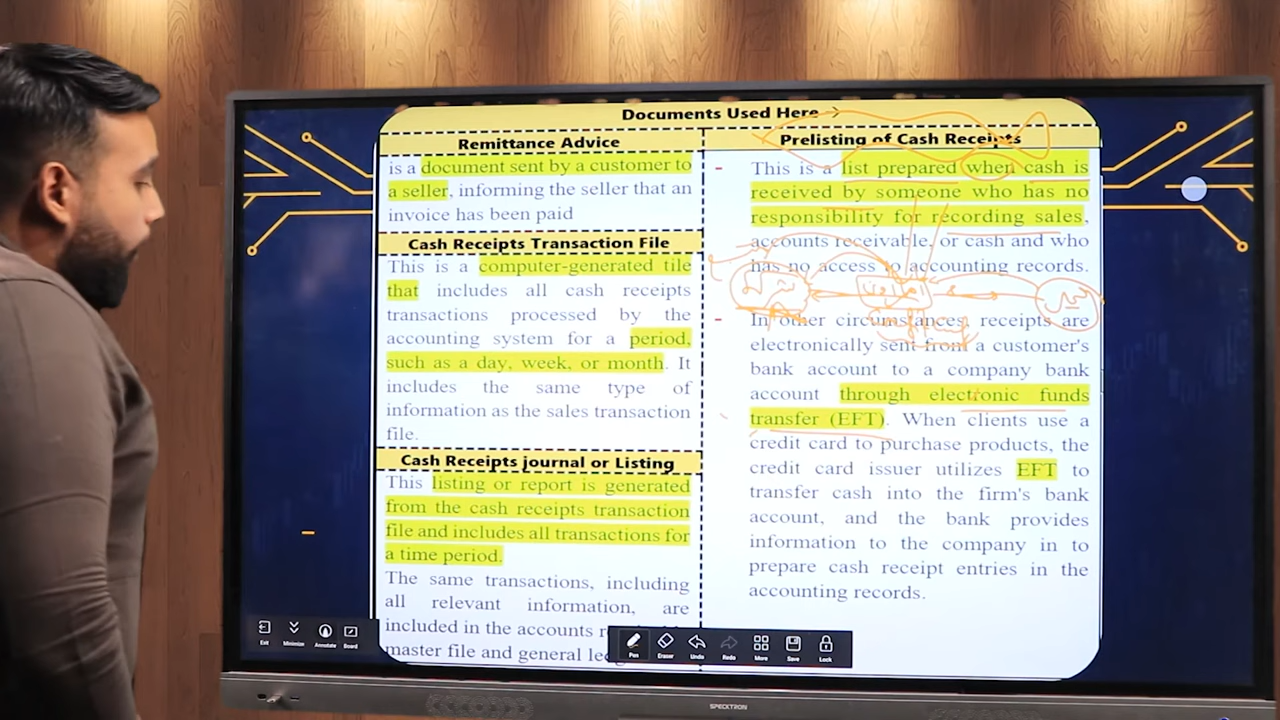 Documents Used Here >
Remittance Advice
is a document sent by a customer to
a seller, informing the seller that an
invoice has been paid
Cash Receipts Transaction File
This is a computer-generated tile
that includes all cash receipts
transactions processed by the
accounting system for a period,
such as a day, week, or month. It
includes the same type of
information as the sales transaction
file.
Cash Receipts journal or Listing
This listing or report is generated
from the cash receipts transaction
file and includes all transactions for
a time period.
The same transactions, including
all relevant information, are
included in the accounts
master file and general
Prelisting of Cash Receipts
- This is a list prepared when cash is
received by someone who has no
responsibility for recording sales,
accounts receivable, or cash and who
has no access to accounting records.
- In other circumstances, receipts are
electronically sent from a customer's
bank account to a company bank
account through electronic funds
transfer (EFT). When clients use a
credit card to purchase products, the
credit card issuer utilizes EFT to
transfer cash into the firm's bank
account, and the bank provides
information to the company in to
prepare cash receipt entries in the
accounting records.
Exit Minimize Annotate Board
Pen Eraser Undo Redo More Save Lock
SPECKTRON